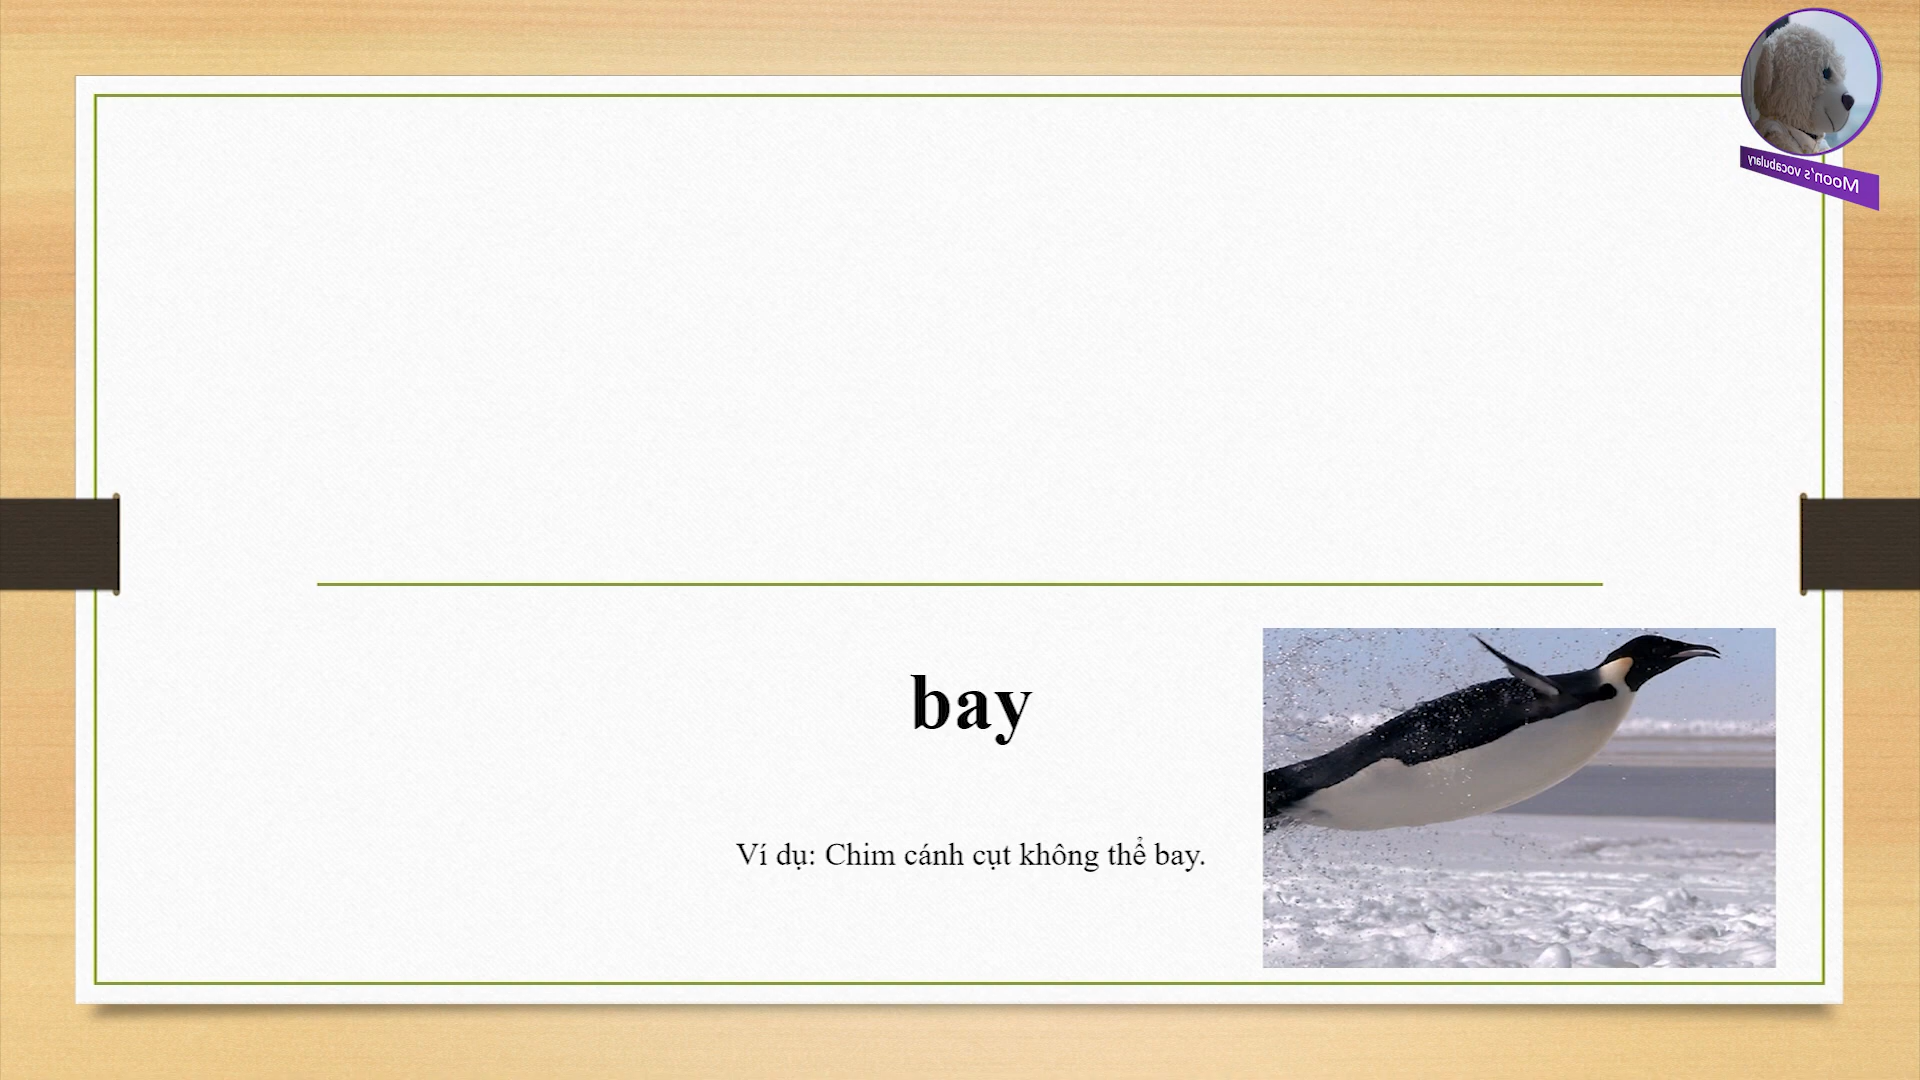 Moon's vocabulary
bay
Ví dụ: Chim cánh cụt không thể bay.